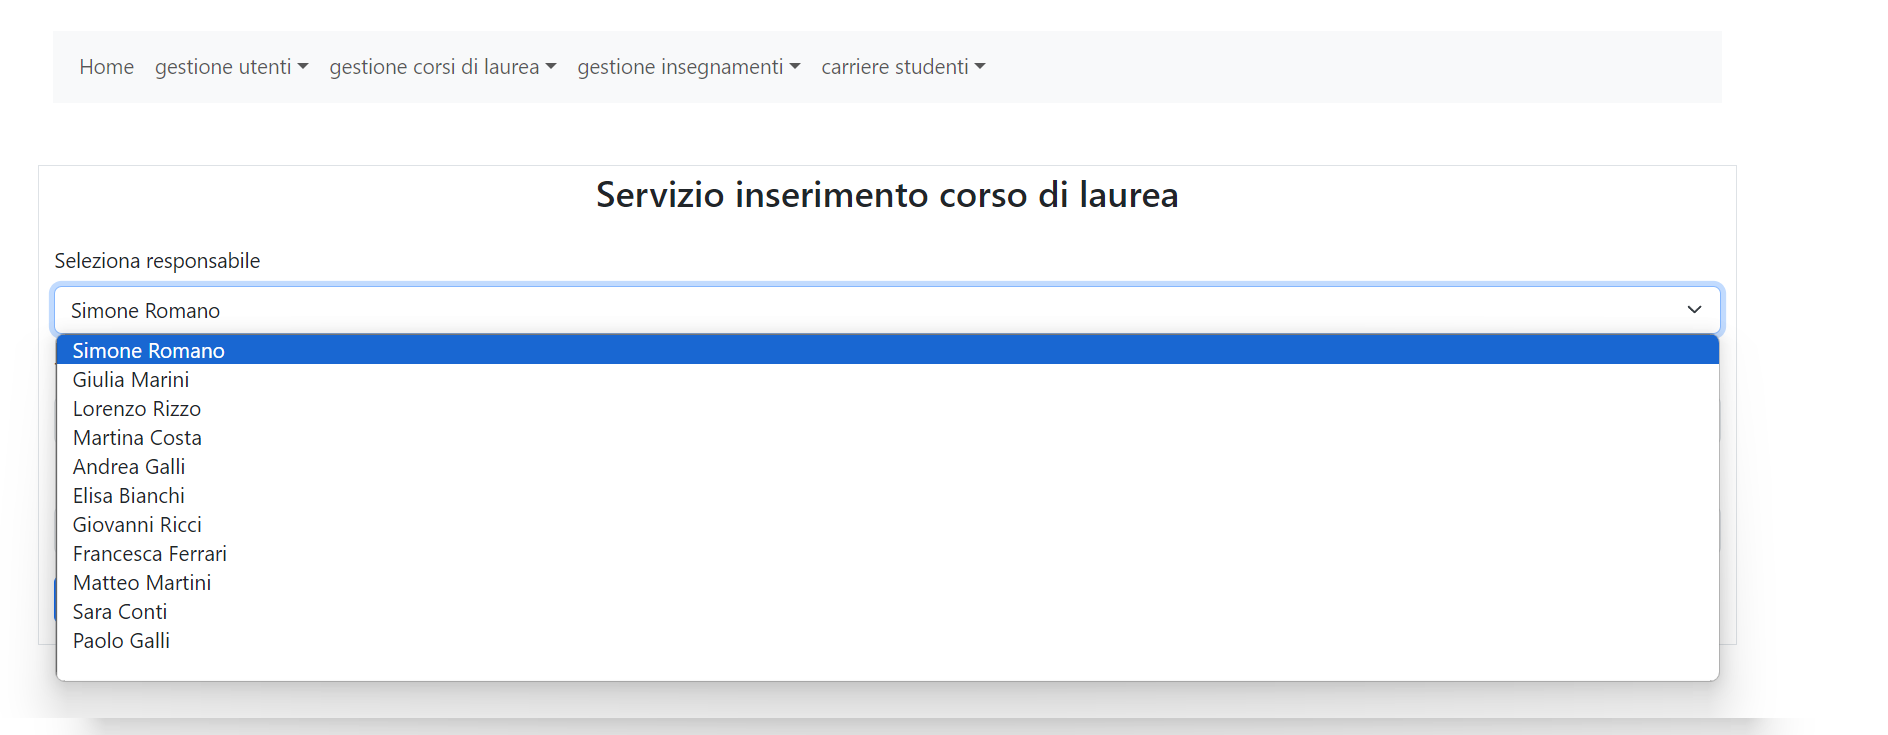 Home gestione utenti gestione corsi di laurea gestione insegnamenti carriere studenti
Servizio inserimento corso di laurea
Seleziona responsabile
Simone Romano
Simone Romano
Giulia Marini
Lorenzo Rizzo
Martina Costa
Andrea Galli
Elisa Bianchi
Giovanni Ricci
Francesca Ferrari
Matteo Martini
Sara Conti
Paolo Galli